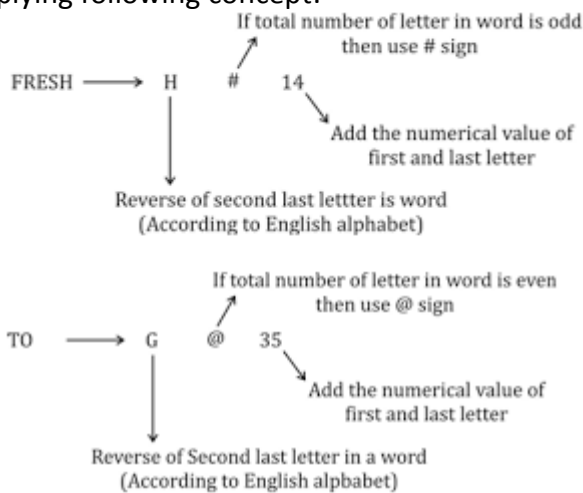 plying following concept:
If total number of letter in word is odd
then use # sign
FRESH H # 14
Add the numerical value of
first and last letter
Reverse of second last lettter is word
(According to English alphabet)
If total number of letter in word is even
then use @ sign
TO G @ 35
Add the numerical value of
first and last letter
Reverse of Second last letter in a word
(According to English alpbabet)